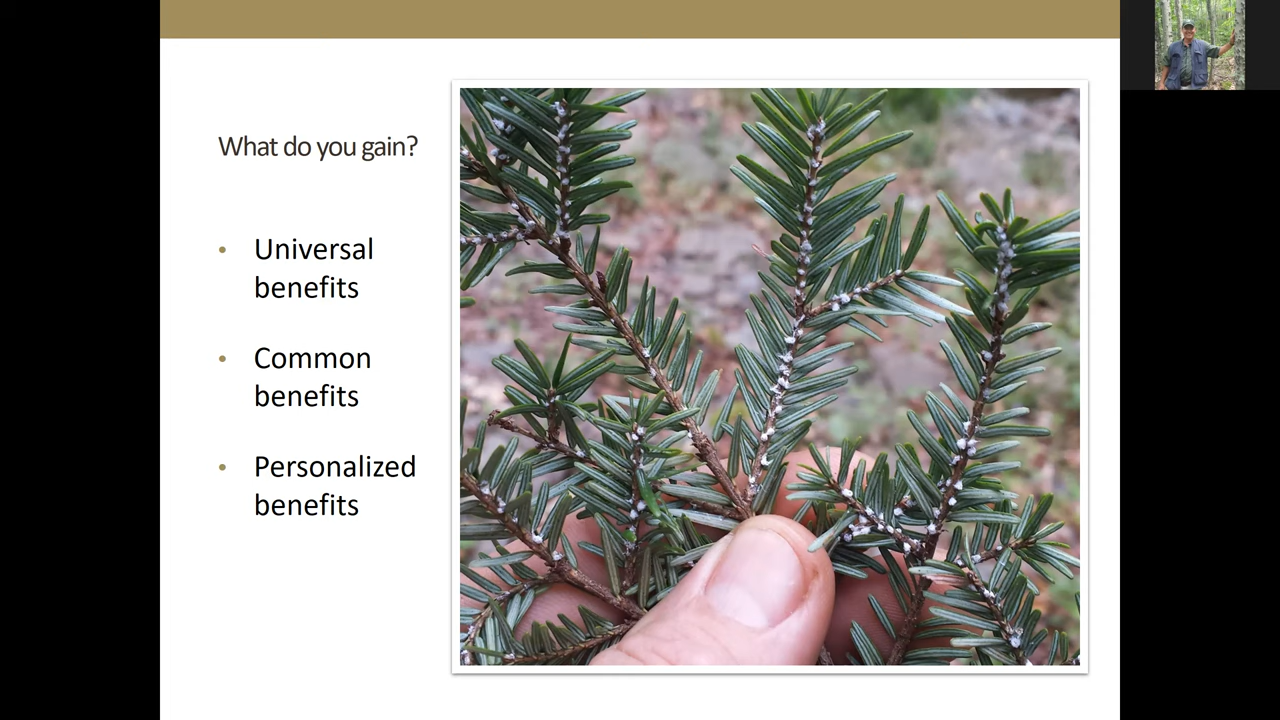 What do you gain?
• Universal
benefits
• Common
benefits
• Personalized
benefits